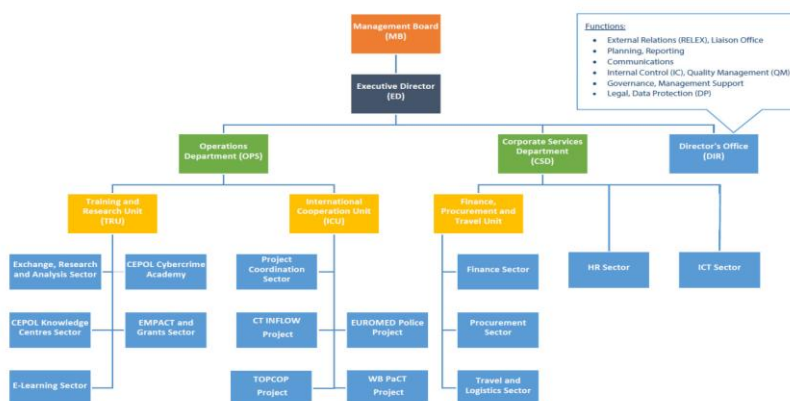 Management Board
(MB)
Functions:
• External Relations (RELEX), Liaison Office
• Planning, Reporting
• Communications
• Internal Control (IC), Quality Management (QM)
• Governance, Management Support
• Legal, Data Protection (DP)
Executive Director
(ED)
Operations
Department (OPS)
Corporate Services
Department
(CSD)
Director's Office
(DIR)
Training and
Research Unit
(TRU)
International
Cooperation Unit
(ICU)
Finance,
Procurement and
Travel Unit
Exchange, Research
and Analysis Sector
CEPOL Cybercrime
Academy
Project
Coordination
Sector
Finance Sector
HR Sector
ICT Sector
CEPOL Knowledge
Centres Sector
EMPACT and
Grants Sector
CT INFLOW
Project
EUROMED Police
Project
Procurement
Sector
E-Learning Sector
TOPCOP
Project
WB PaCT
Project
Travel and
Logistics Sector